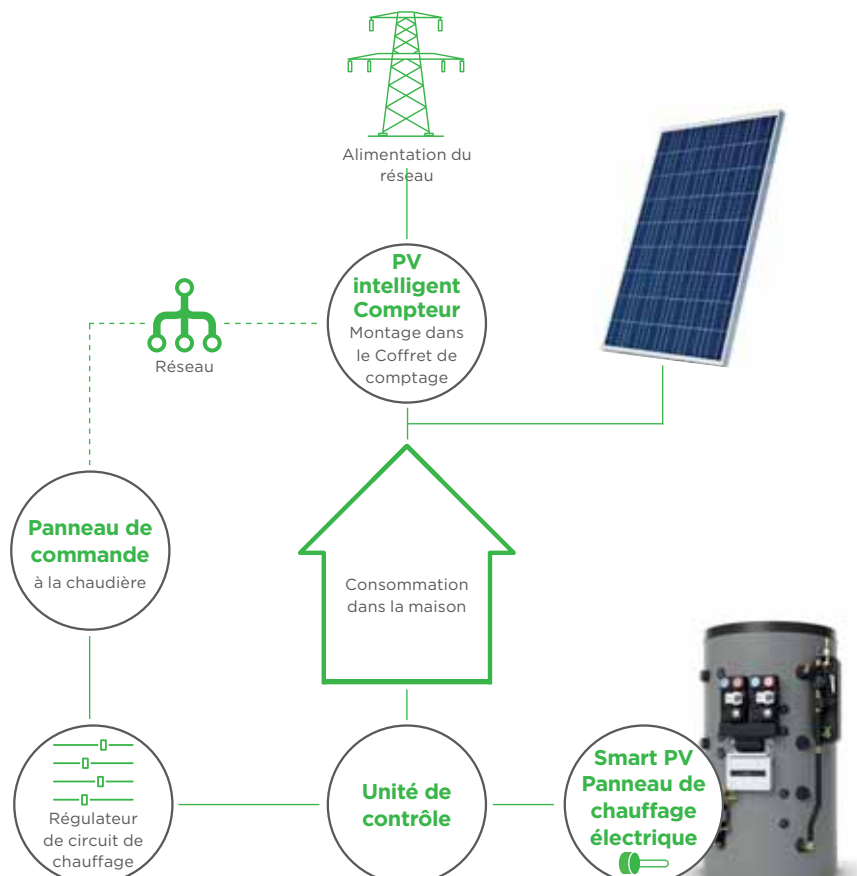 Alimentation du
réseau
PV
intelligent
Compteur
Montage dans
le Coffret de
comptage
Réseau
Panneau de
commande
à la chaudière
Consommation
dans la maison
Régulateur
de circuit de
chauffage
Unité de
contrôle
Smart PV
Panneau de
chauffage
électrique